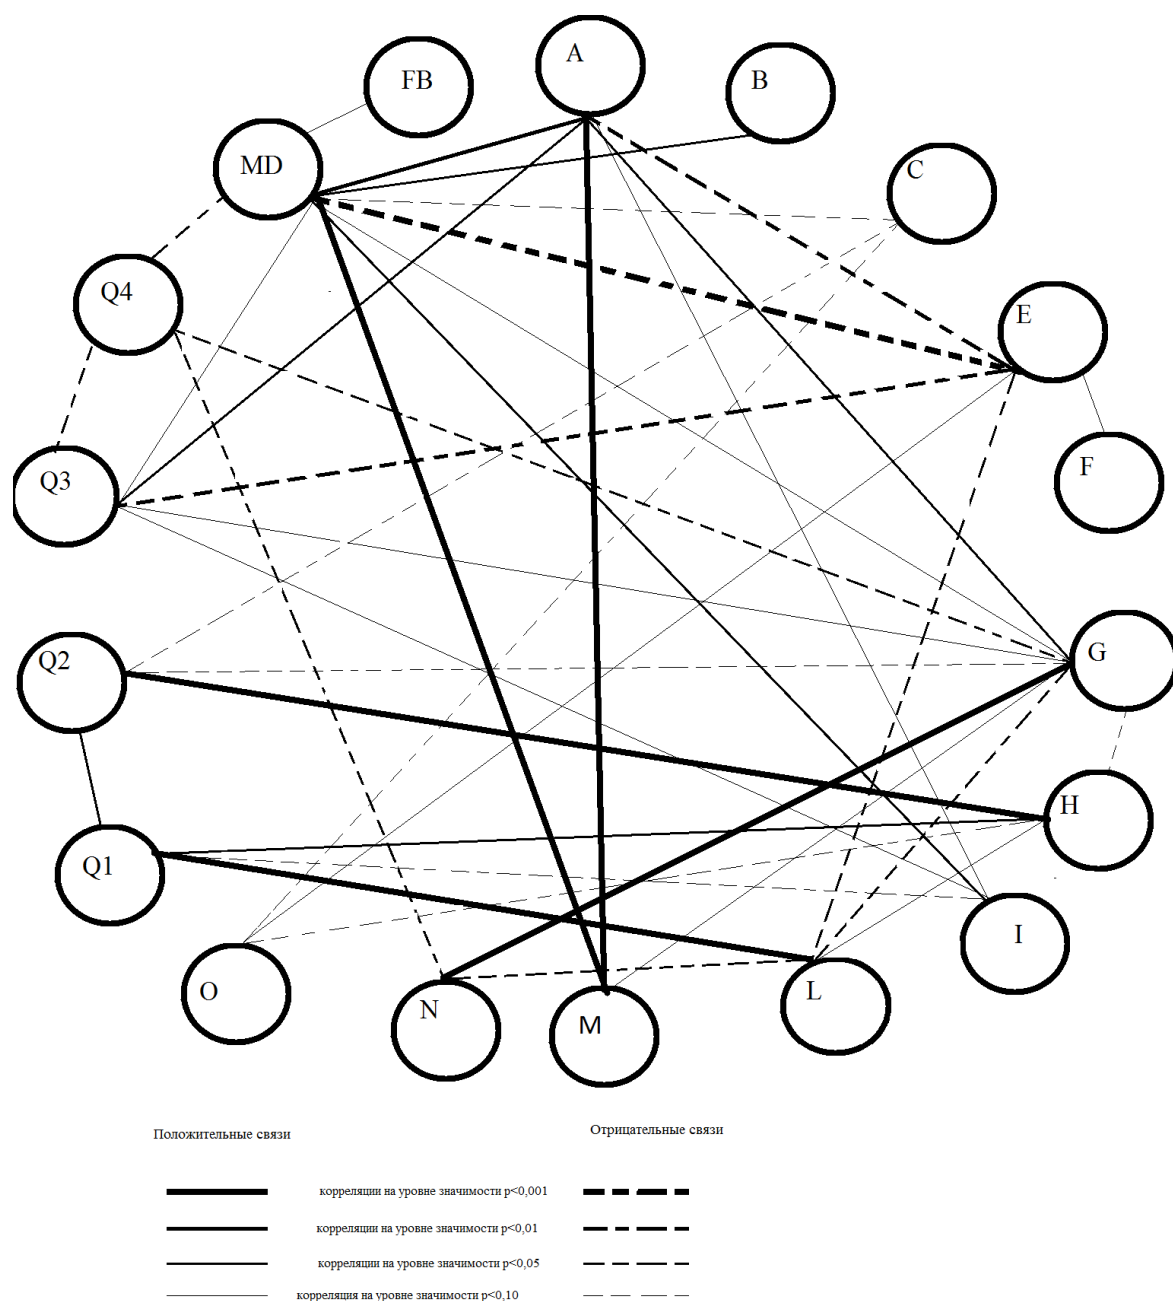 A
B
FB
C
MD
Q4
E
F
Q3
G
Q2
H
Q1
I
O
N
M
L
Положительные связи
Отрицательные связи
корреляции на уровне значимости p<0,001
корреляции на уровне значимости p<0,01
корреляции на уровне значимости p<0,05
корреляция на уровне значимости p<0,10